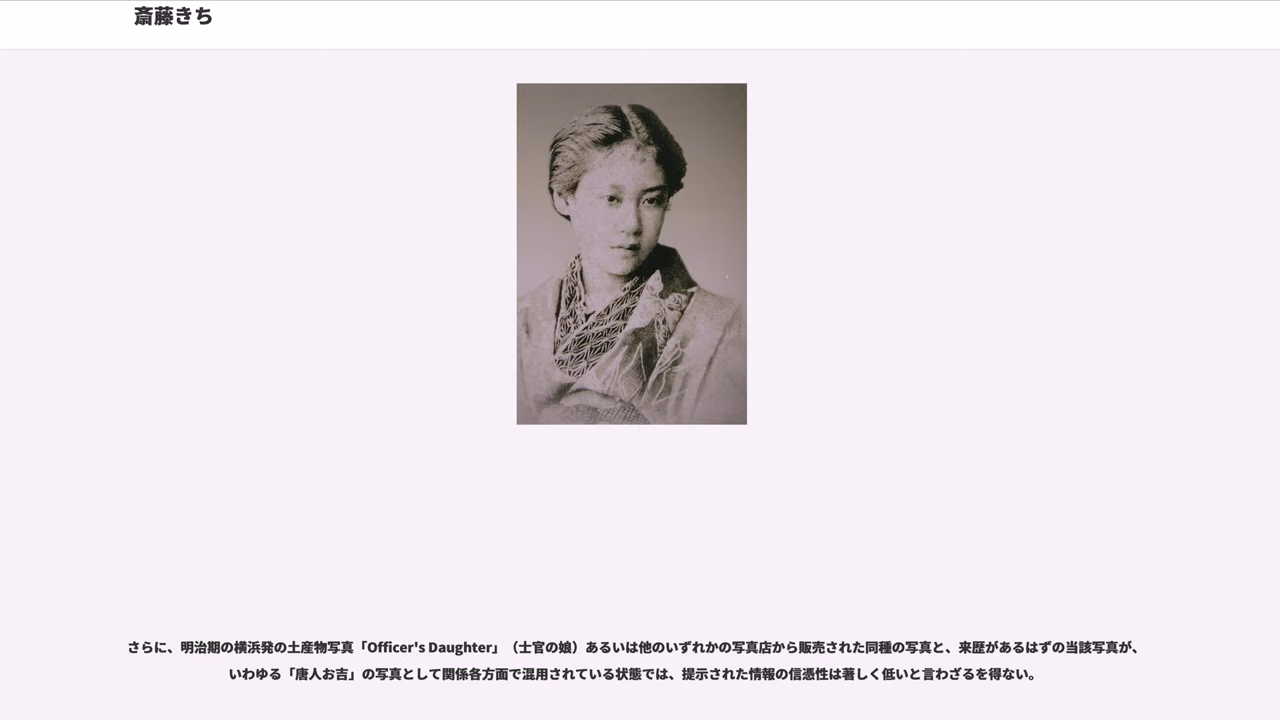 斎藤きち
さらに、明治期の横浜発の土産物写真「Officer's Daughter」（士官の娘）あるいは他のいずれかの写真店から販売された同種の写真と、来歴があるはずの当該写真が、
いわゆる「唐人お吉」の写真として関係各方面で混用されている状態では、提示された情報の信憑性は著しく低いと言わざるを得ない。